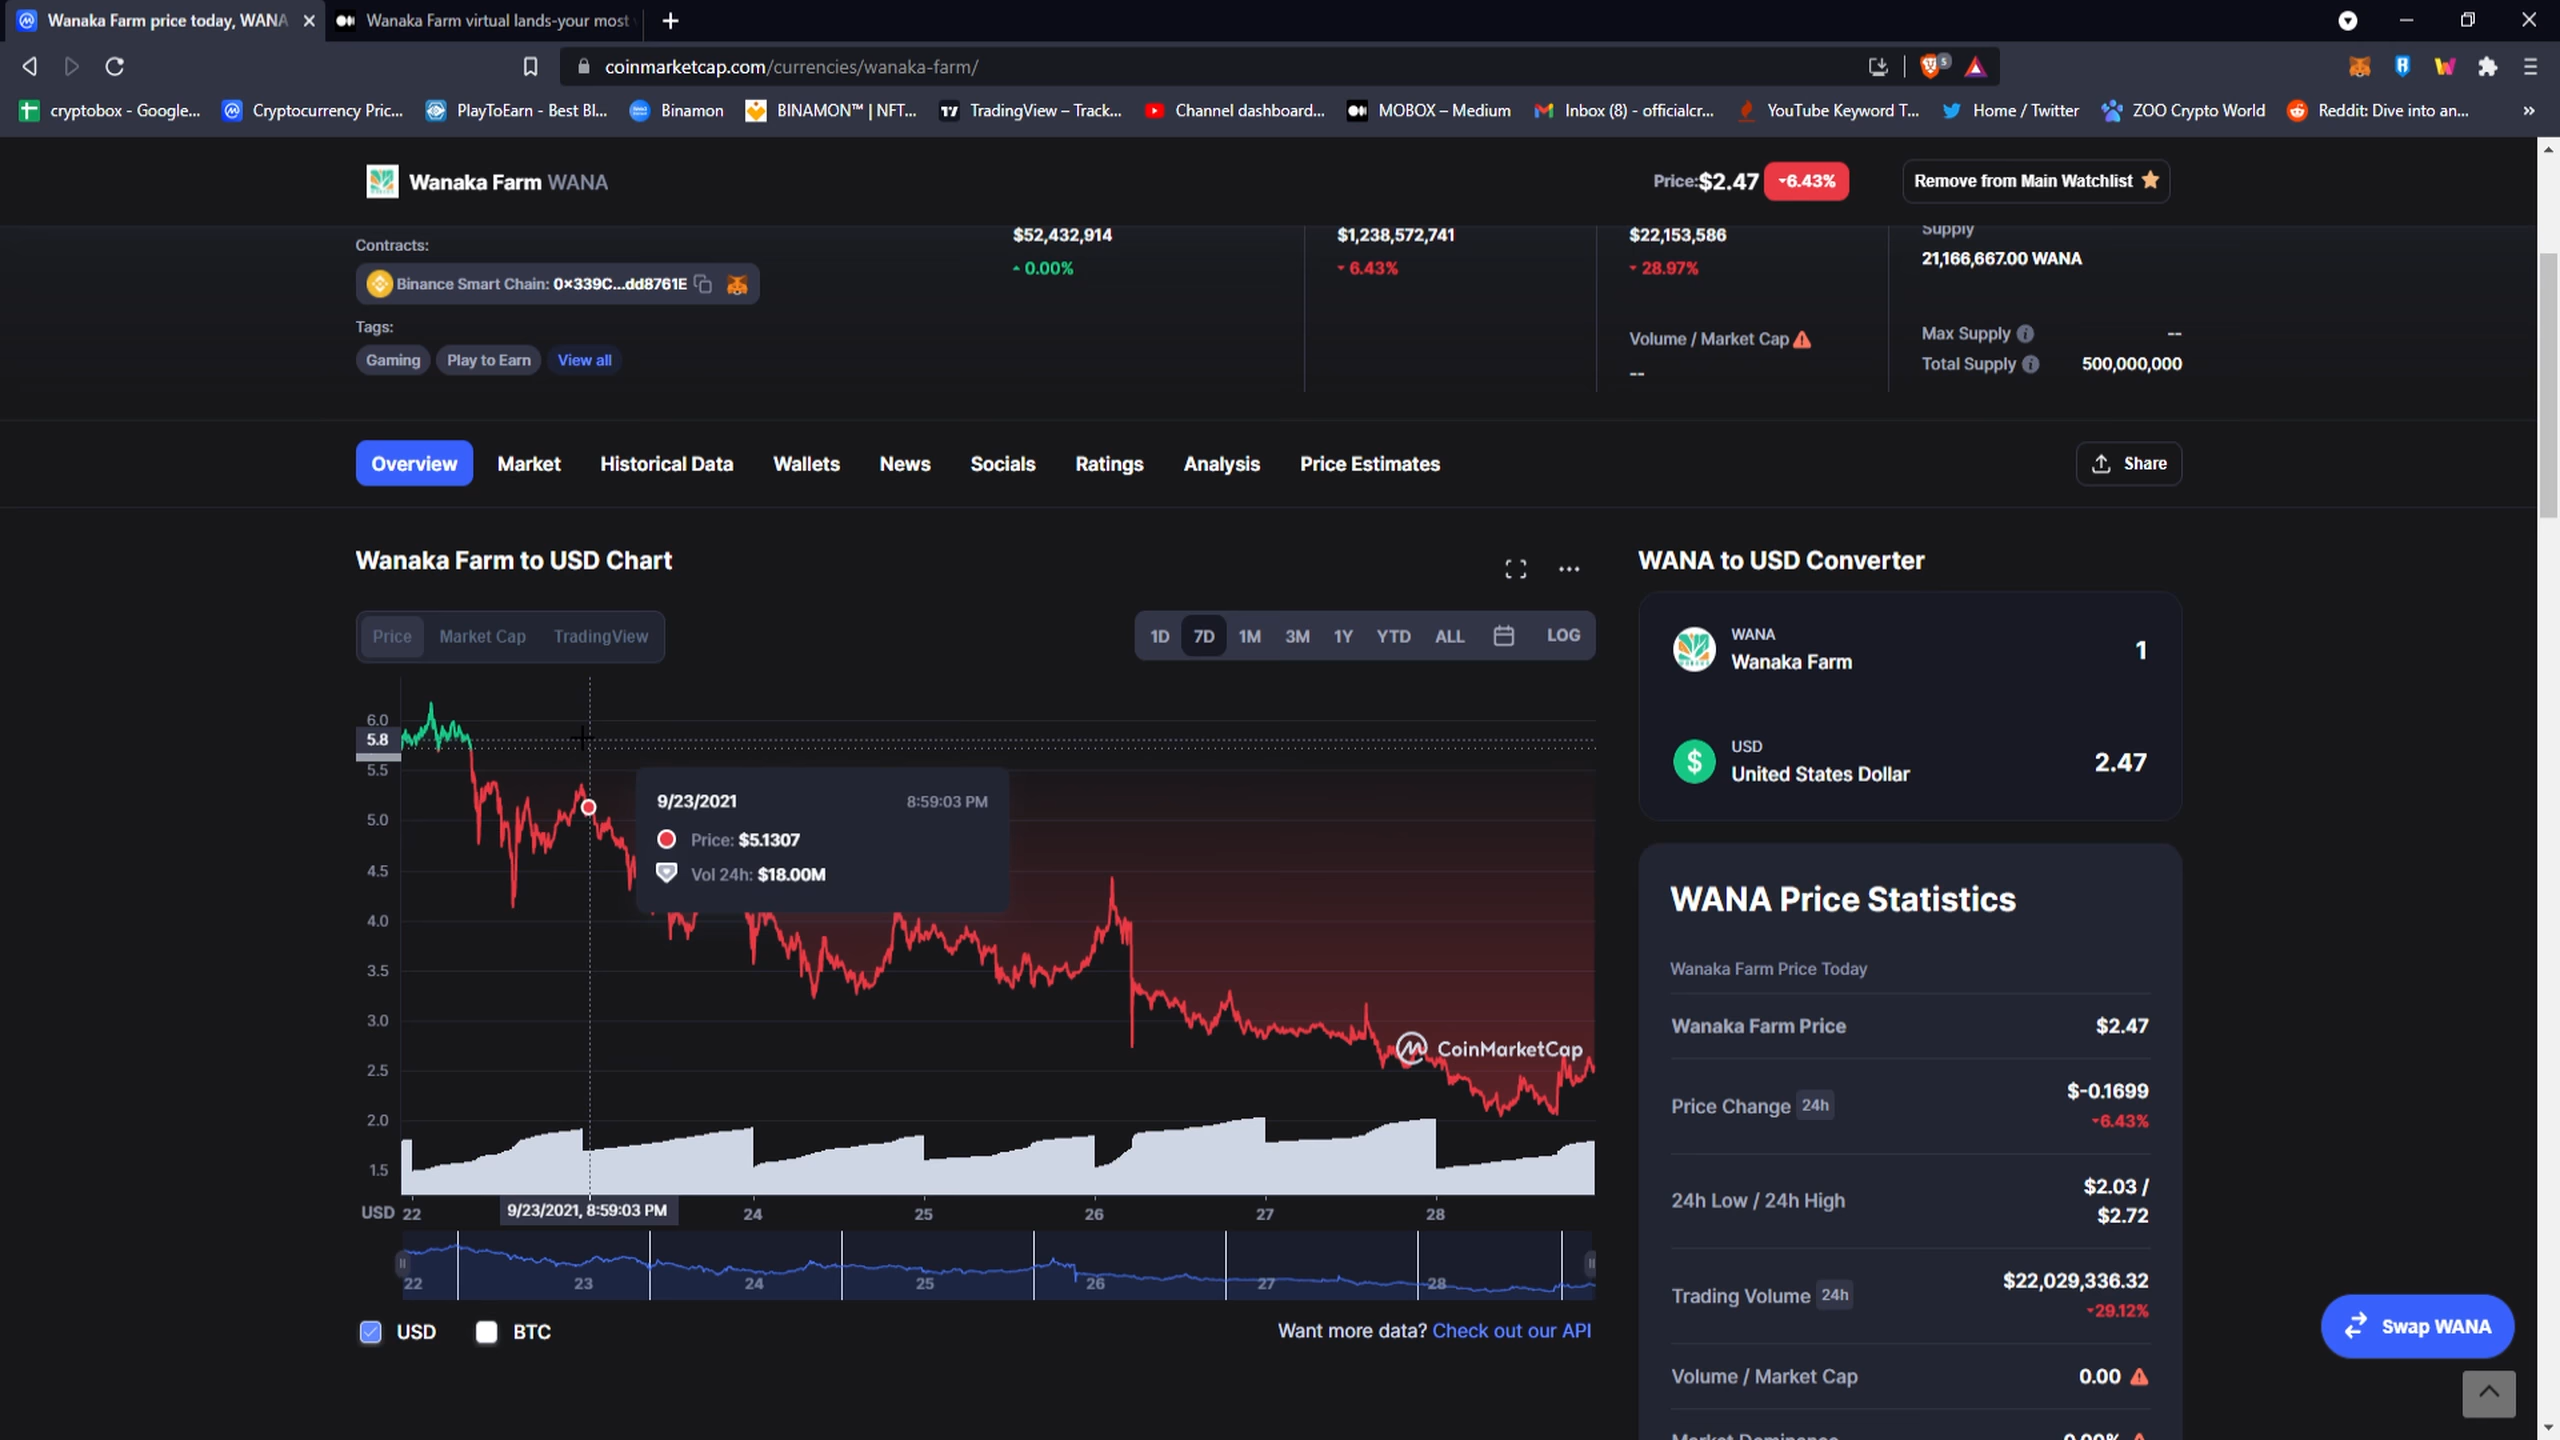 Wanaka Farm price today, WANA
Wanaka Farm virtual lands-your most
coinmarketcap.com/currencies/wanaka-farm/
5
cryptobox - Google...
Cryptocurrency Pric...
PlayToEarn - Best Bl...
Binamon
BINAMON™ | NFT...
TradingView – Track...
Channel dashboard...
MOBOX – Medium
Inbox (8) - officialcr...
YouTube Keyword T...
Home / Twitter
ZOO Crypto World
Reddit: Dive into an...
Wanaka Farm WANA
Price:$2.47
6.43%
Remove from Main Watchlist
Contracts:
Binance Smart Chain: 0×339C...dd8761E
Tags:
Gaming
Play to Earn
View all
$52,432,914
0.00%
$1,238,572,741
6.43%
$22,153,586
28.97%
Volume / Market Cap
--
Supply
21,166,667.00 WANA
Max Supply
--
Total Supply
500,000,000
Overview
Market
Historical Data
Wallets
News
Socials
Ratings
Analysis
Price Estimates
Share
Wanaka Farm to USD Chart
Price
Market Cap
TradingView
1D
7D
1M
3M
1Y
YTD
ALL
LOG
6.0
5.8
5.5
5.0
4.5
4.0
3.5
3.0
2.5
2.0
1.5
9/23/2021
8:59:03 PM
Price: $5.1307
Vol 24h: $18.00M
CoinMarketCap
USD
22
9/23/2021, 8:59:03 PM
24
25
26
27
28
22
23
24
25
26
27
28
USD
BTC
Want more data? Check out our API
WANA to USD Converter
WANA
Wanaka Farm
1
USD
United States Dollar
2.47
WANA Price Statistics
Wanaka Farm Price Today
Wanaka Farm Price
$2.47
Price Change 24h
$-0.1699
6.43%
24h Low / 24h High
$2.03 /
$2.72
Trading Volume 24h
$22,029,336.32
29.12%
Volume / Market Cap
0.00
Market Dominance
0.00%
Swap WANA